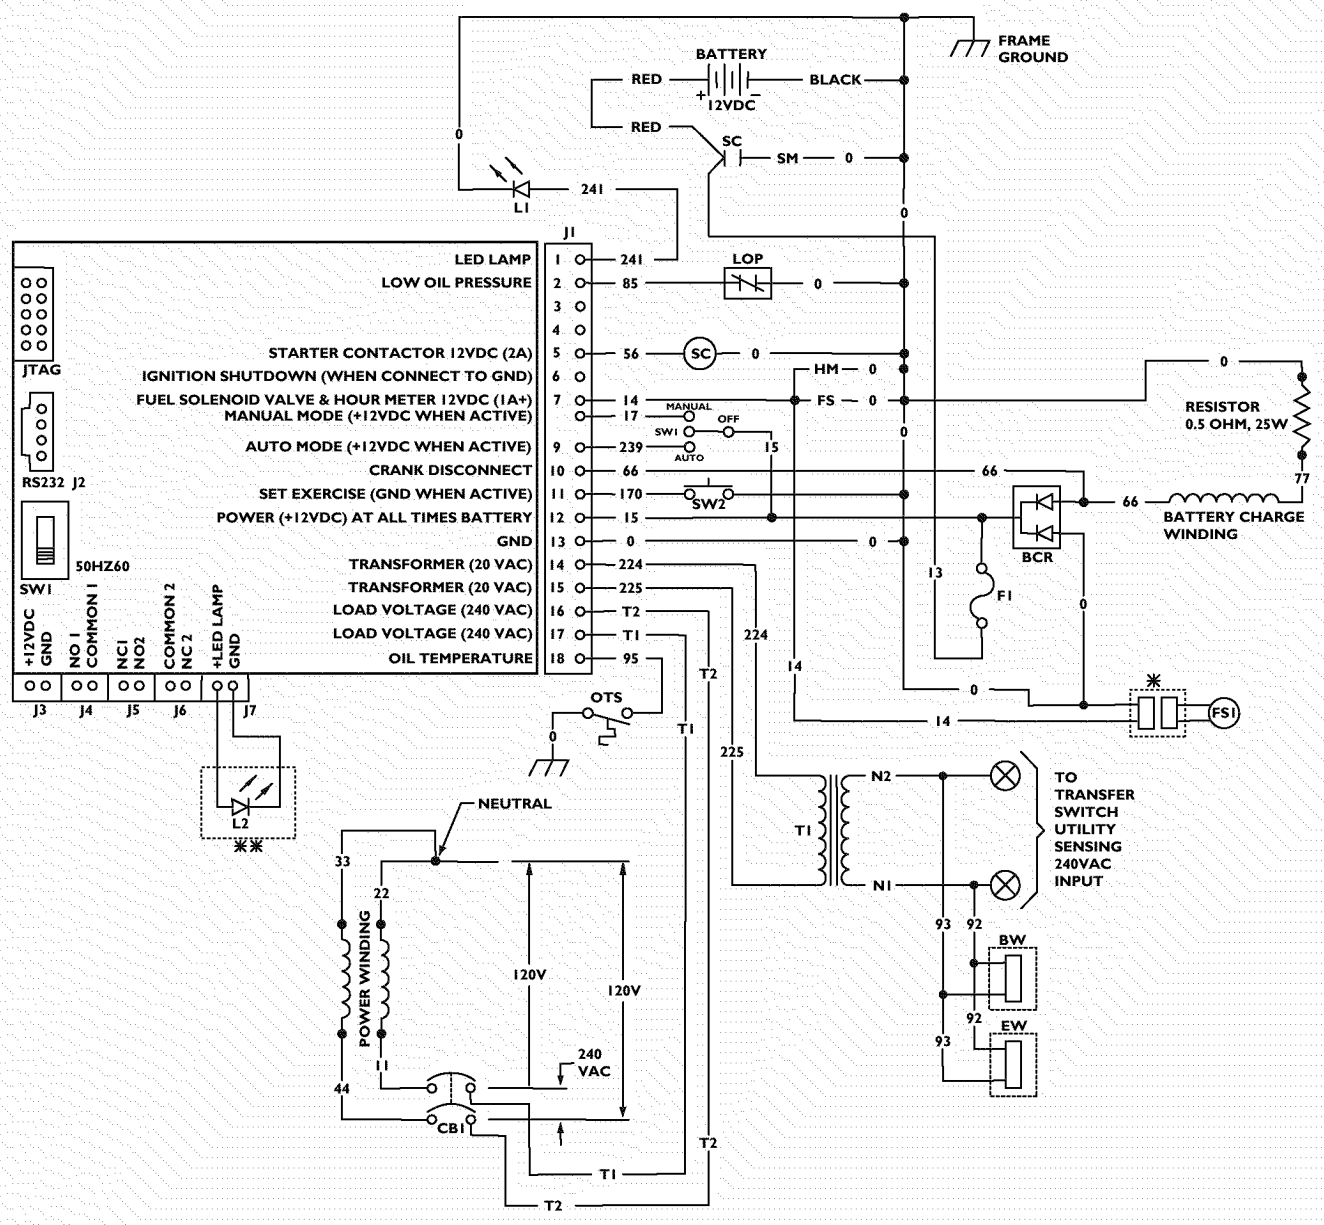 FRAME
GROUND
BATTERY
RED
BLACK
+ –
12VDC
RED
SC
SM 0
0
241
L1
0
J1
LED LAMP 1 241
LOW OIL PRESSURE 2 85
LOP
0
3
4
STARTER CONTACTOR 12VDC (2A) 5 56
SC 0
IGNITION SHUTDOWN (WHEN CONNECT TO GND) 6
HM 0
FUEL SOLENOID VALVE & HOUR METER 12VDC (1A+) 7 14
FS 0
MANUAL MODE (+12VDC WHEN ACTIVE) 17
MANUAL
OFF
SW1
AUTO
AUTO MODE (+12VDC WHEN ACTIVE) 9 239
15
0
CRANK DISCONNECT 10 66
66
SET EXERCISE (GND WHEN ACTIVE) 11 170
SW2
POWER (+12VDC) AT ALL TIMES BATTERY 12 15
GND 13 0
0
TRANSFORMER (20 VAC) 14 224
TRANSFORMER (20 VAC) 15 225
LOAD VOLTAGE (240 VAC) 16 T2
LOAD VOLTAGE (240 VAC) 17 T1
OIL TEMPERATURE 18 95
0
RESISTOR
0.5 OHM, 25W
77
66
BATTERY CHARGE
WINDING
BCR
13
F1
0
JTAG
RS232 J2
50HZ60
SW1
+12VDC
GND
NO 1
COMMON 1
NC1
NO2
COMMON 2
NC 2
+LED LAMP
GND
J3
J4
J5
J6
J7
L2
**
OTS
0
224
14
T2
T1
225
0
14
*
FS1
N2
T1
N1
TO
TRANSFER
SWITCH
UTILITY
SENSING
240VAC
INPUT
NEUTRAL
33
22
POWER WINDING
120V
120V
11
44
240
VAC
CB1
T1
T2
T2
93
92
BW
92
93
EW